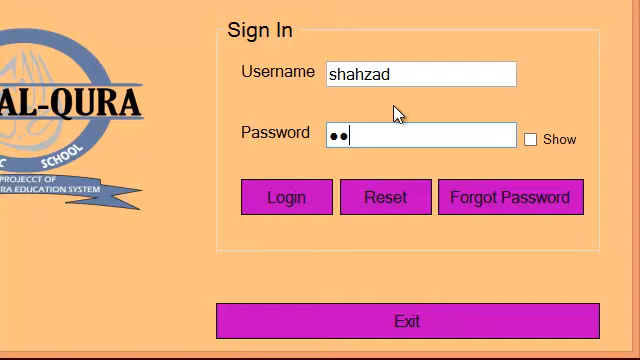 Sign In
Username shahzad
Password ●● Show
Login Reset Forgot Password
Exit
AL-QURA
SCHOOL
PROJECCT OF
RA EDUCATION SYSTEM